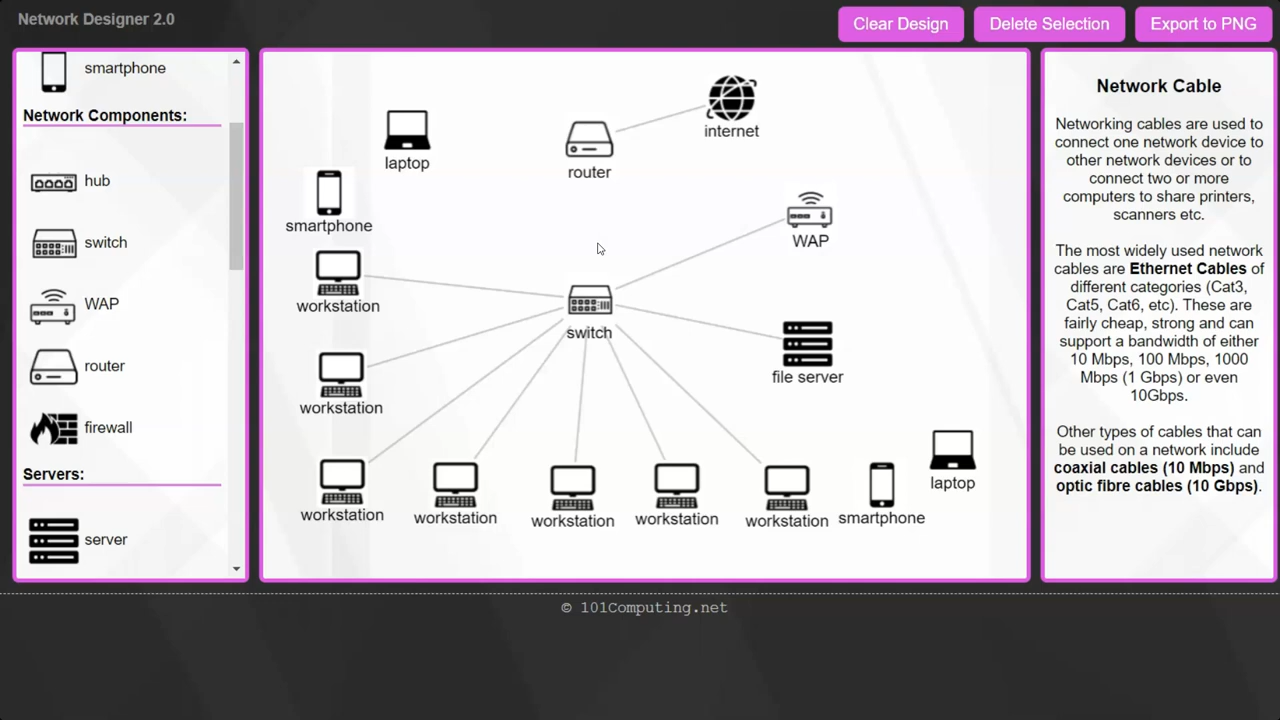 Network Designer 2.0
Clear Design
Delete Selection
Export to PNG
smartphone
Network Components:
hub
switch
WAP
router
firewall
Servers:
server
internet
laptop
router
smartphone
WAP
workstation
switch
file server
workstation
laptop
workstation
workstation
workstation
workstation
workstation
smartphone
Network Cable
Networking cables are used to
connect one network device to
other network devices or to
connect two or more
computers to share printers,
scanners etc.
The most widely used network
cables are Ethernet Cables of
different categories (Cat3,
Cat5, Cat6, etc). These are
fairly cheap, strong and can
support a bandwidth of either
10 Mbps, 100 Mbps, 1000
Mbps (1 Gbps) or even
10Gbps.
Other types of cables that can
be used on a network include
coaxial cables (10 Mbps) and
optic fibre cables (10 Gbps).
© 101Computing.net